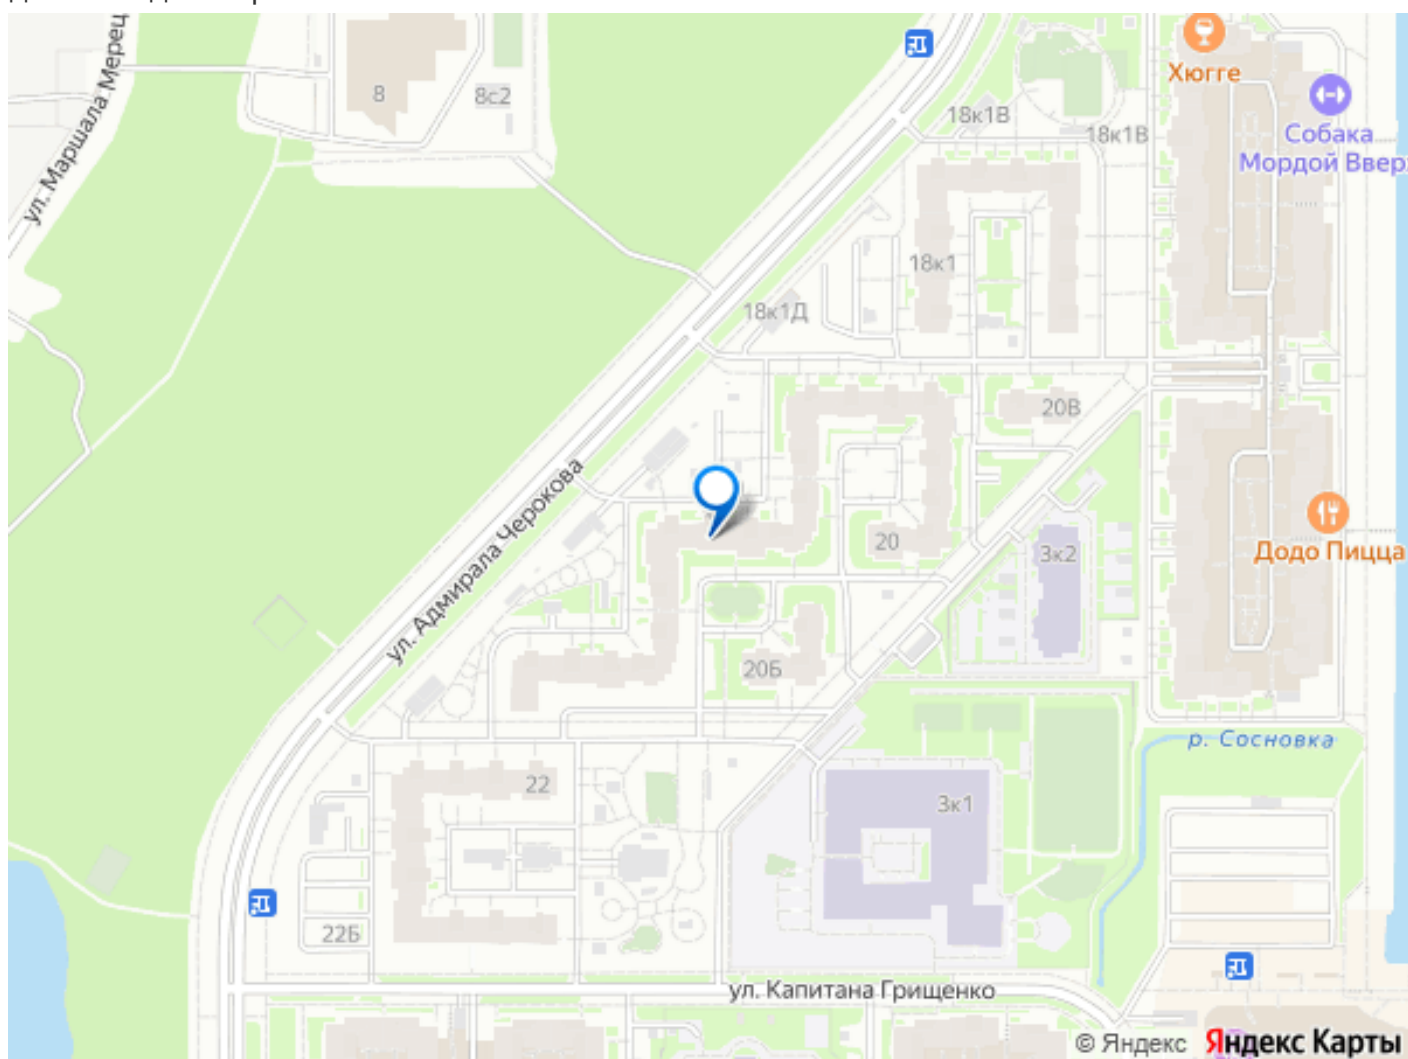 Хюгге
8
8с2
18к1В
18к1В
Собака
Мордой Ввер
ул. Маршала Мерец
18к1
18к1Д
20В
ул. Адмирала Черокова
20
3к2
Додо Пицца
20Б
р. Сосновка
22
3к1
22Б
ул. Капитана Грищенко
© Яндекс Яндекс Карты